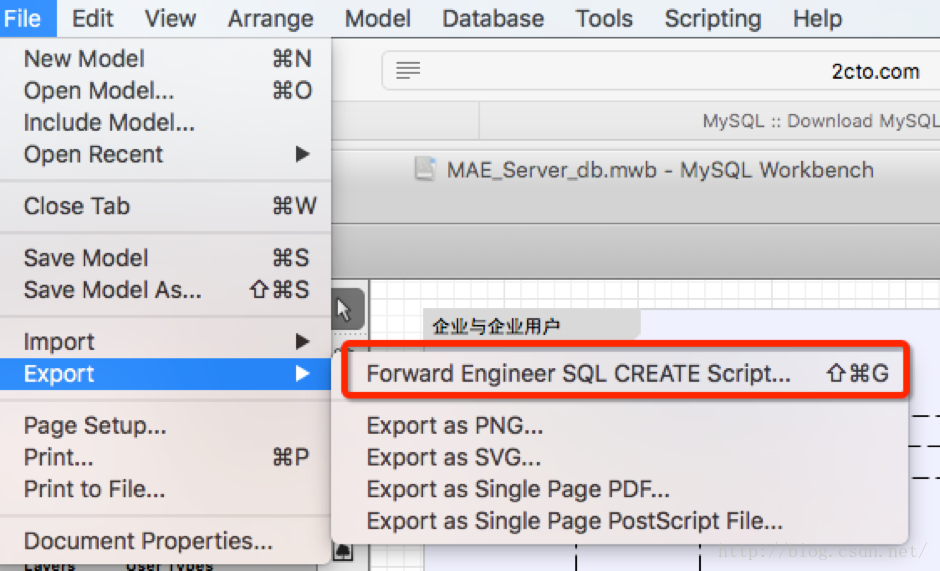 File Edit View Arrange Model Database Tools Scripting Help
New Model ⌘N
Open Model... ⌘O
Include Model...
Open Recent ▶
Close Tab ⌘W
Save Model ⌘S
Save Model As... ⇧⌘S
Import ▶
Export ▶
Page Setup...
Print... ⌘P
Print to File...
Document Properties...
Layers User Types
2cto.com
MySQL :: Download MySQL
MAE_Server_db.mwb - MySQL Workbench
企业与企业用户
Forward Engineer SQL CREATE Script... ⇧⌘G
Export as PNG...
Export as SVG...
Export as Single Page PDF...
Export as Single Page PostScript File...
http://blog.csdn.net/